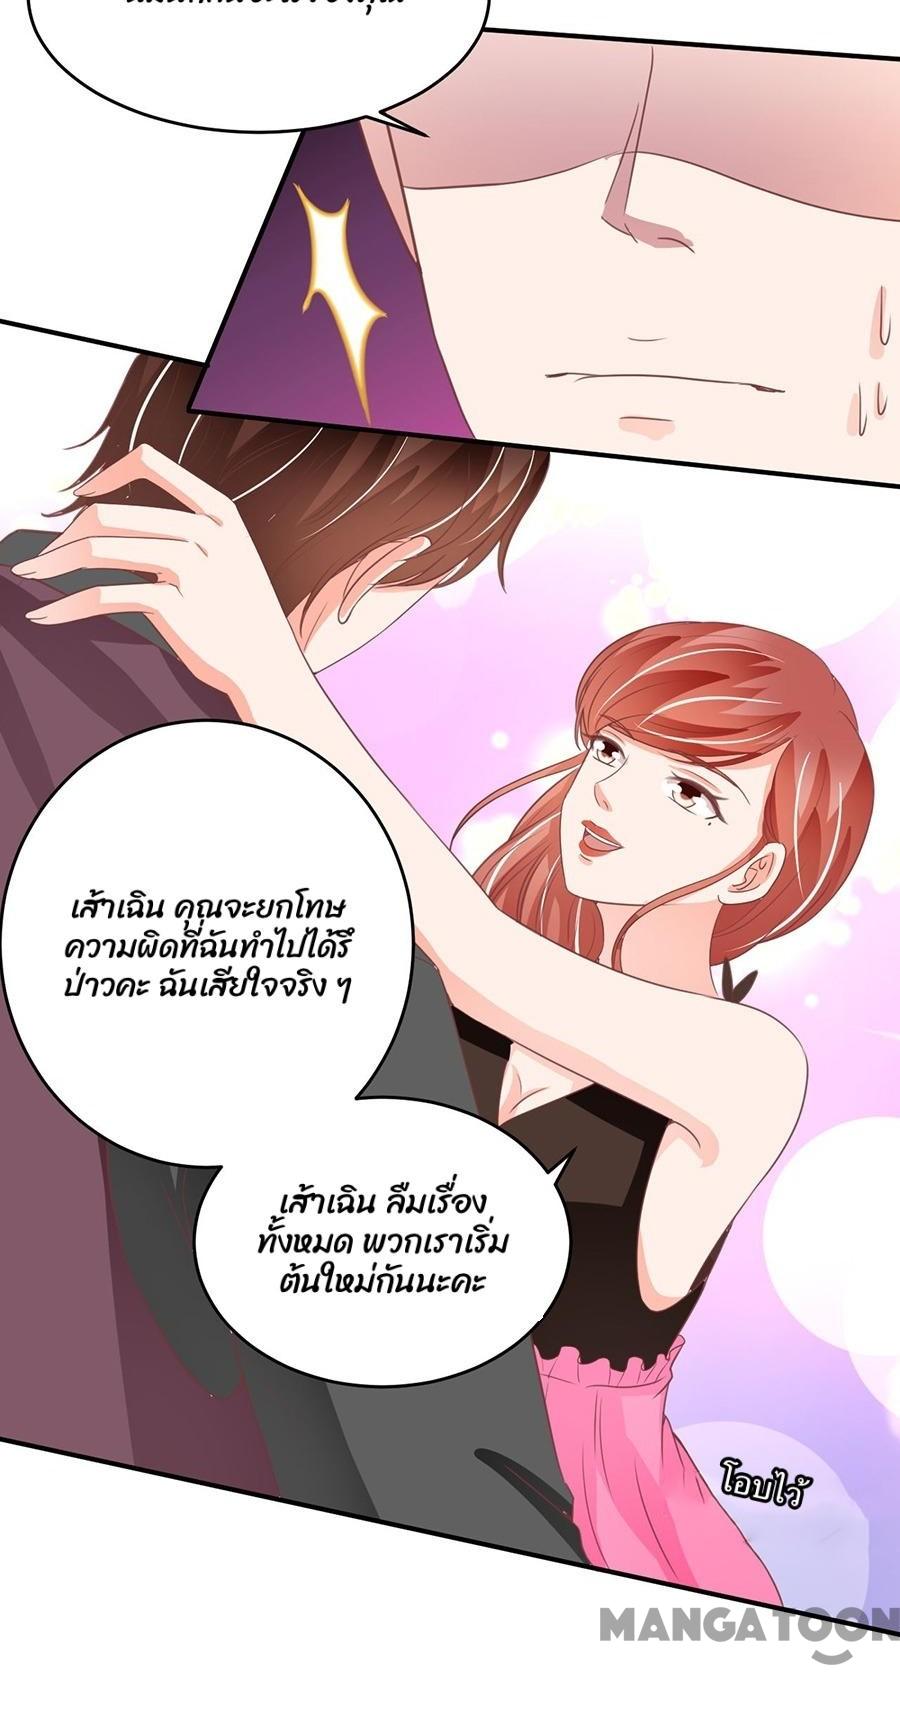 เส้าเฉิน คุณจะยกโทษ
ความผิดที่ฉันทำไปได้รึ
ป่าวคะ ฉันเสียใจจริง ๆ
เส้าเฉิน ลืมเรื่อง
ทั้งหมด พวกเราเริ่ม
ต้นใหม่กันนะคะ
โอบไว้
MANGATOON